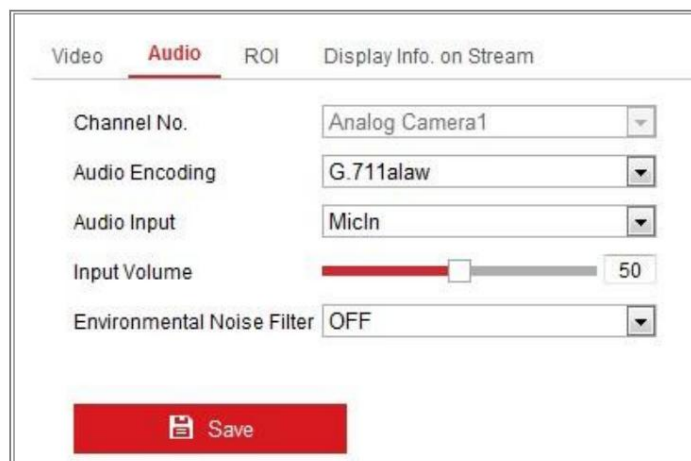 Video Audio ROI Display Info. on Stream
Channel No. Analog Camera1
Audio Encoding G.711alaw
Audio Input MicIn
Input Volume 50
Environmental Noise Filter OFF
Save